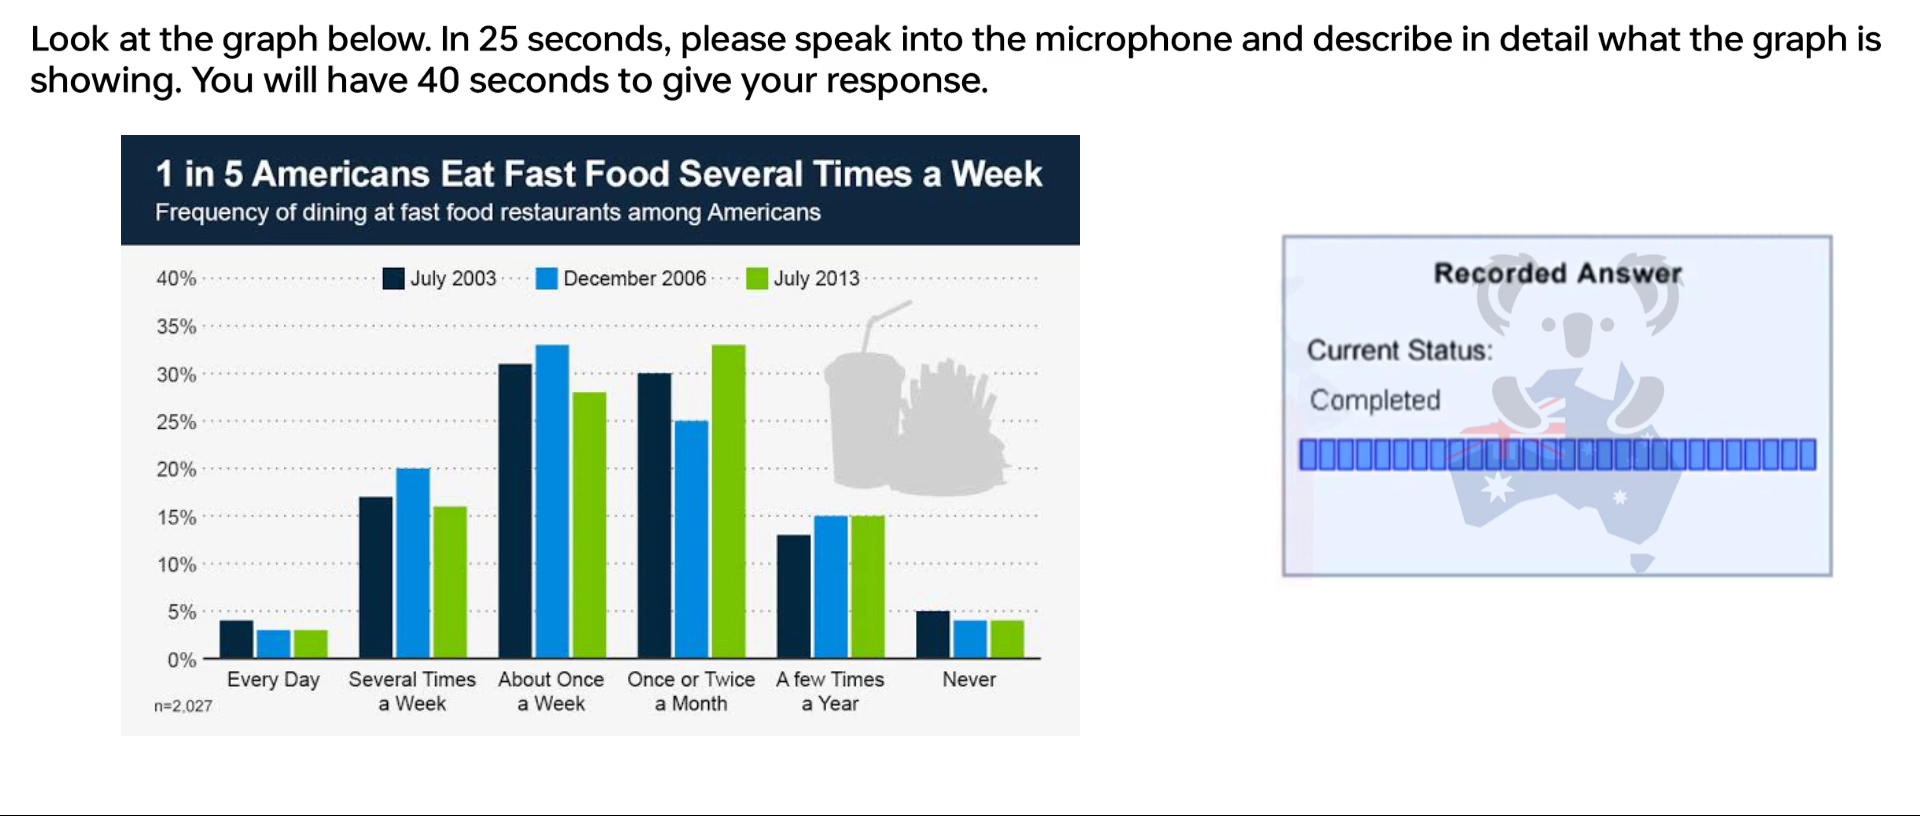 Look at the graph below. In 25 seconds, please speak into the microphone and describe in detail what the graph is
showing. You will have 40 seconds to give your response.
1 in 5 Americans Eat Fast Food Several Times a Week
Frequency of dining at fast food restaurants among Americans
40% July 2003 December 2006 July 2013
35%
30%
25%
20%
15%
10%
5%
0%
Every Day Several Times a Week About Once a Week Once or Twice a Month A few Times a Year Never
n=2,027
Recorded Answer
Current Status:
Completed